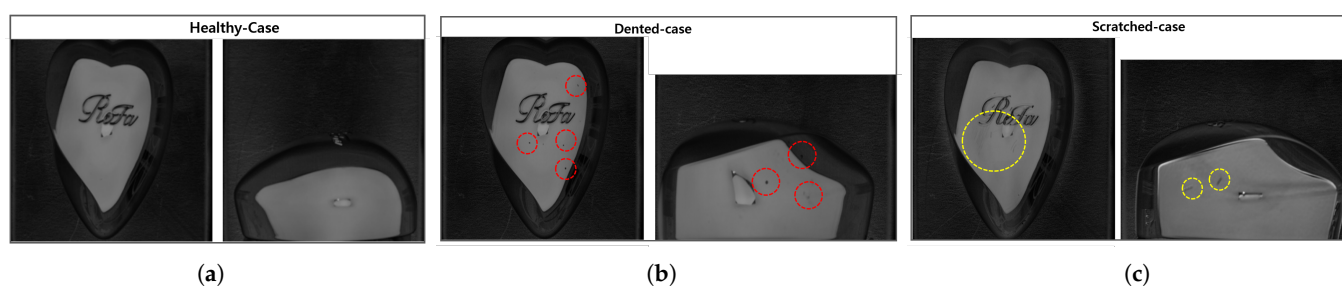 Healthy-Case
Dented-case
Scratched-case
ReFa
ReFa
ReFa
(a)
(b)
(c)